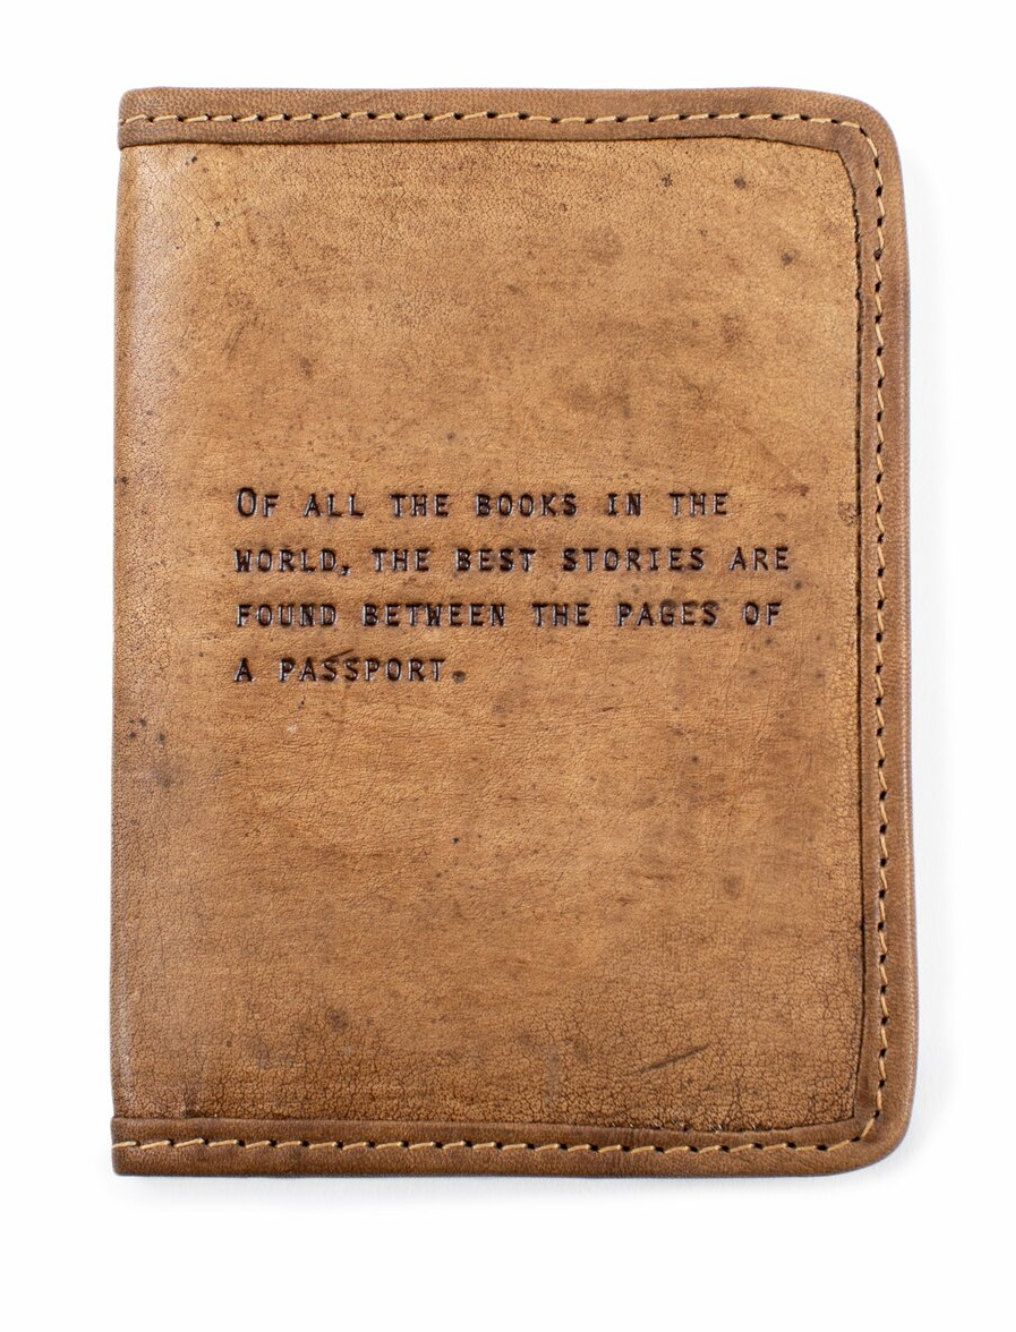 Of all the books in the
world, the best stories are
found between the pages of
a passport.